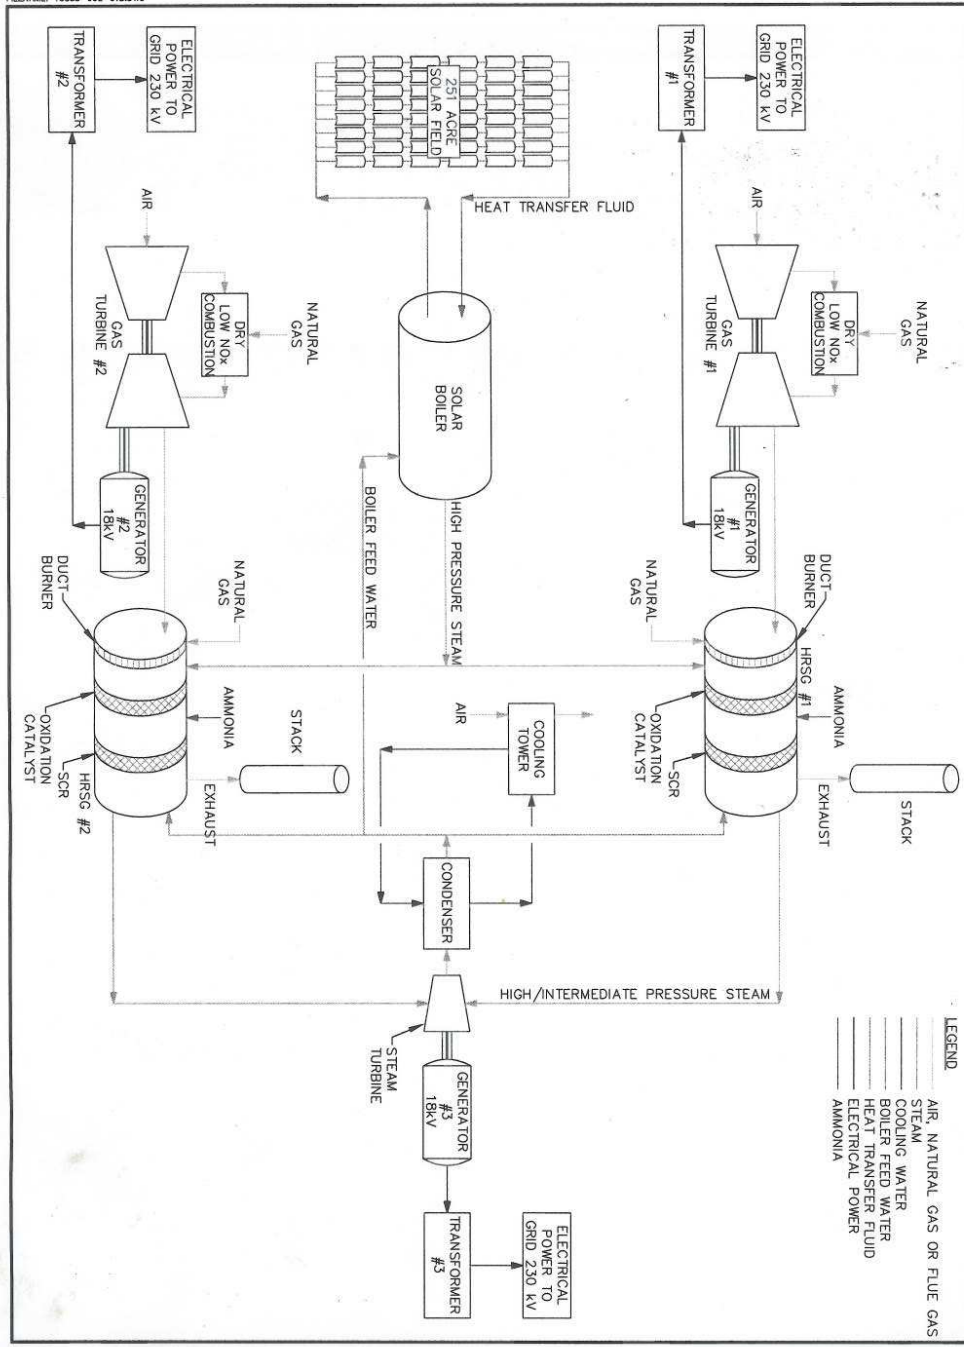 ELECTRICAL
POWER TO
GRID 230 kV
TRANSFORMER
#1
AIR
GAS
TURBINE #1
DRY
LOW NOx
COMBUSTION
NATURAL
GAS
GENERATOR
#1
18kV
NATURAL
GAS
DUCT
BURNER
HRSG #1
AMMONIA
OXIDATION
CATALYST
SCR
EXHAUST
STACK
251 ACRE
SOLAR FIELD
HEAT TRANSFER FLUID
SOLAR
BOILER
HIGH PRESSURE STEAM
BOILER FEED WATER
AIR
COOLING
TOWER
CONDENSER
HIGH/INTERMEDIATE PRESSURE STEAM
STEAM
TURBINE
GENERATOR
#3
18kV
TRANSFORMER
#3
ELECTRICAL
POWER TO
GRID 230 kV
ELECTRICAL
POWER TO
GRID 230 kV
TRANSFORMER
#2
AIR
GAS
TURBINE #2
DRY
LOW NOx
COMBUSTION
NATURAL
GAS
GENERATOR
#2
18kV
NATURAL
GAS
DUCT
BURNER
AMMONIA
OXIDATION
CATALYST
SCR
HRSG #2
EXHAUST
STACK
LEGEND
AIR, NATURAL GAS OR FLUE GAS
STEAM
COOLING WATER
BOILER FEED WATER
HEAT TRANSFER FLUID
ELECTRICAL POWER
AMMONIA